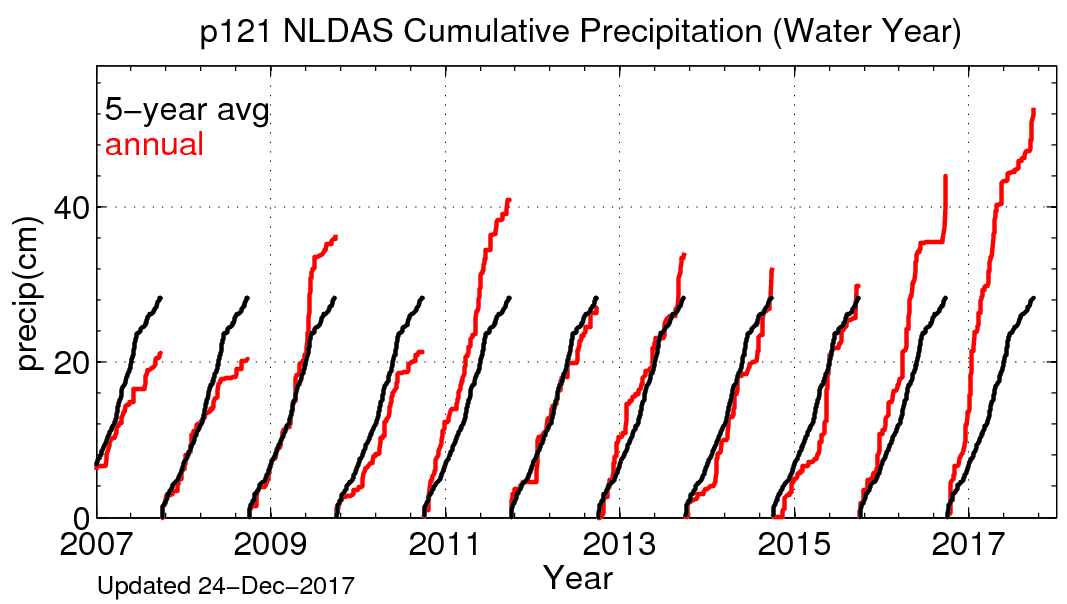 p121 NLDAS Cumulative Precipitation (Water Year)
5−year avg
annual
precip(cm)
40
20
0
2007 2009 2011 2013 2015 2017
Year
Updated 24−Dec−2017